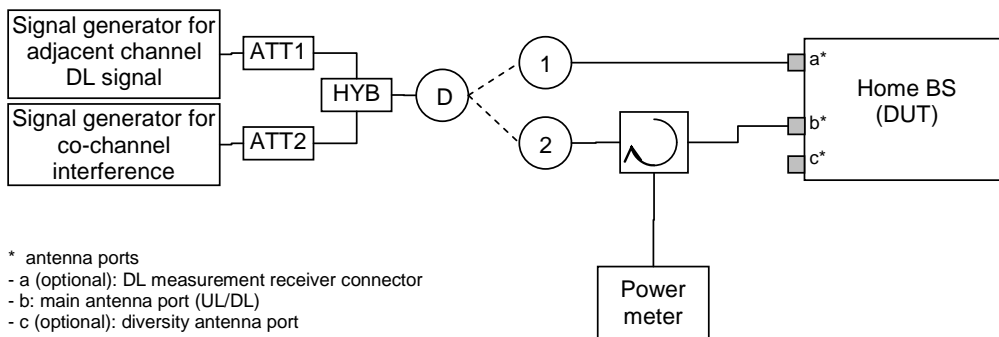 Signal generator for
adjacent channel
DL signal
ATT1
HYB
D
1
2
a*
b*
c*
Home BS
(DUT)
Signal generator for
co-channel
interference
ATT2
Power
meter
* antenna ports
- a (optional): DL measurement receiver connector
- b: main antenna port (UL/DL)
- c (optional): diversity antenna port